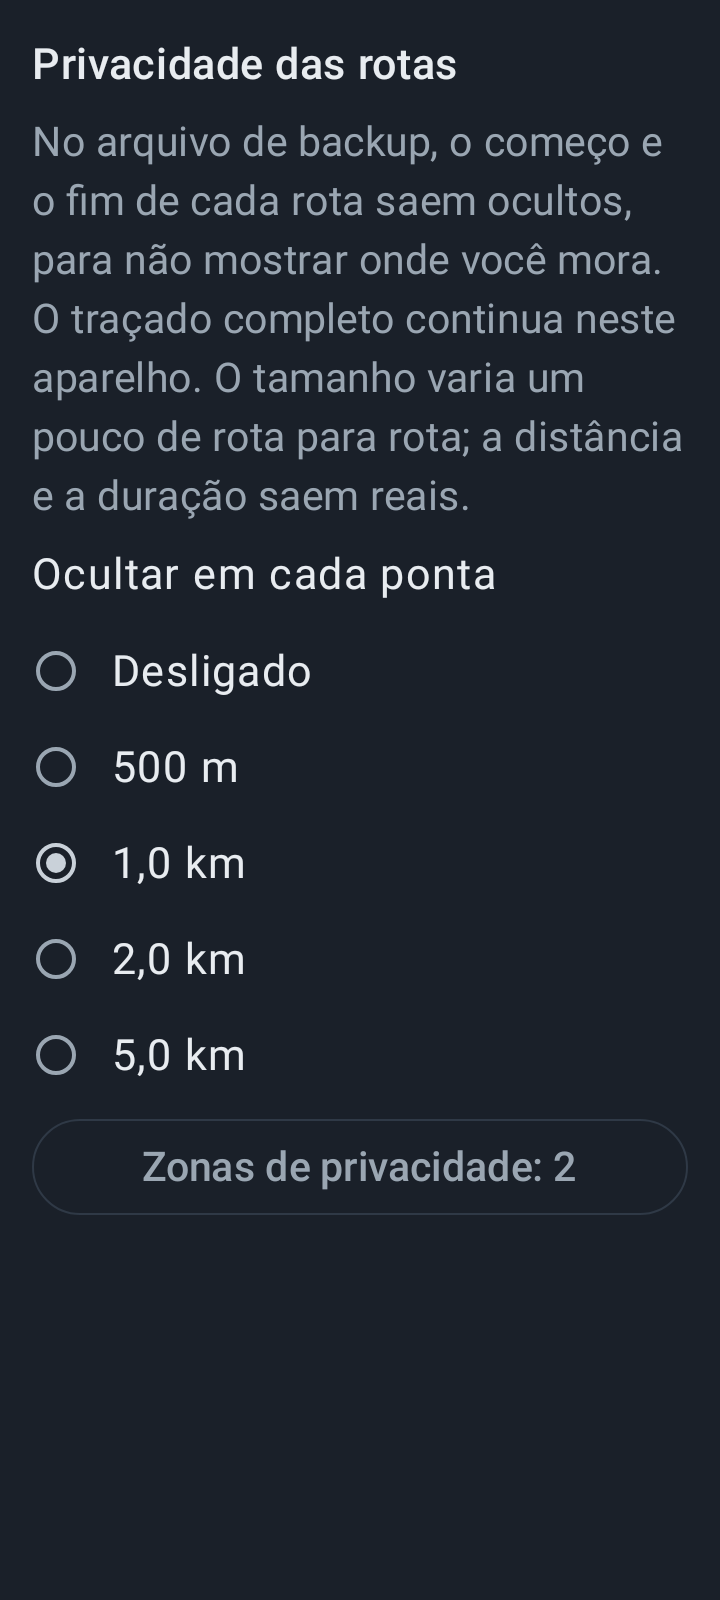 Privacidade das rotas
No arquivo de backup, o começo e
o fim de cada rota saem ocultos,
para não mostrar onde você mora.
O traçado completo continua neste
aparelho. O tamanho varia um
pouco de rota para rota; a distância
e a duração saem reais.
Ocultar em cada ponta
Desligado
500 m
1,0 km
2,0 km
5,0 km
Zonas de privacidade: 2